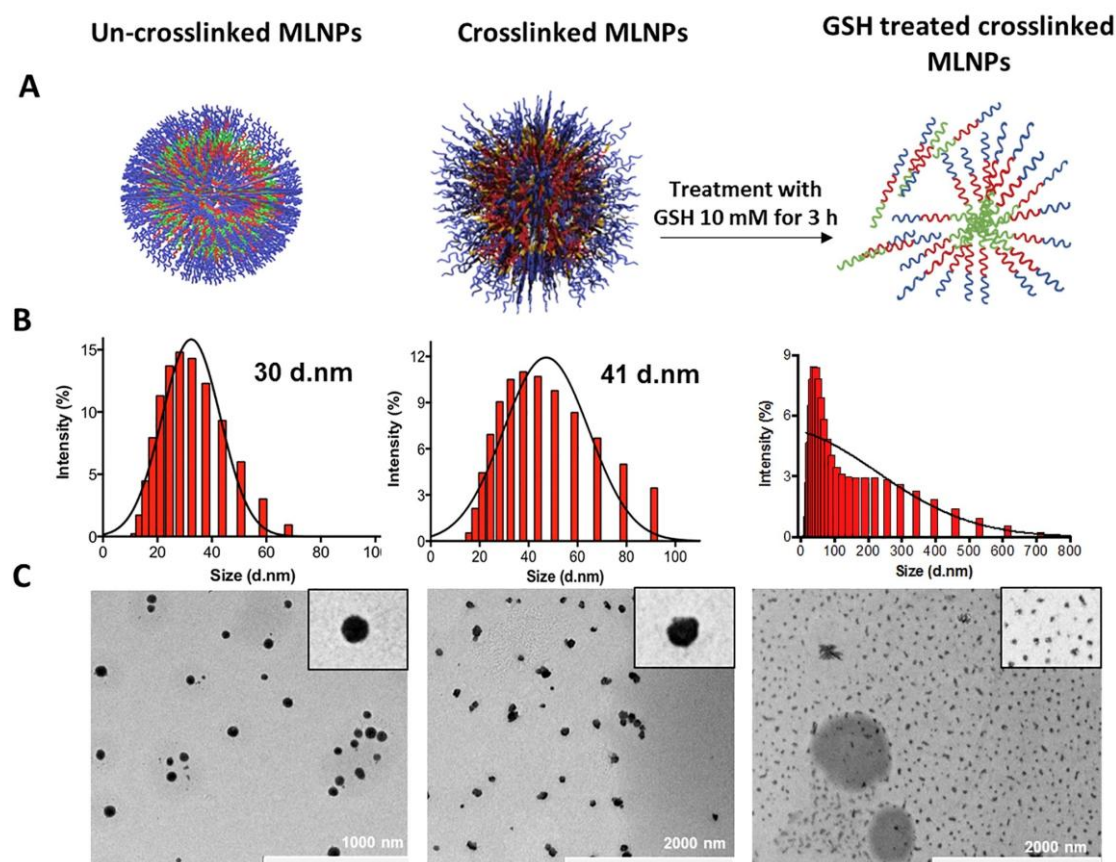 Un-crosslinked MLNPs
Crosslinked MLNPs
GSH treated crosslinked
MLNPs
A
Treatment with
GSH 10 mM for 3 h
B
Intensity (%)
15
10
5
0
30 d.nm
0 20 40 60 80 10
Size (d.nm)
Intensity (%)
12
9
6
3
0
41 d.nm
0 20 40 60 80 100
Size (d.nm)
Intensity (%)
9
6
3
0
0 100 200 300 400 500 600 700 800
Size (d.nm)
C
1000 nm
2000 nm
2000 nm